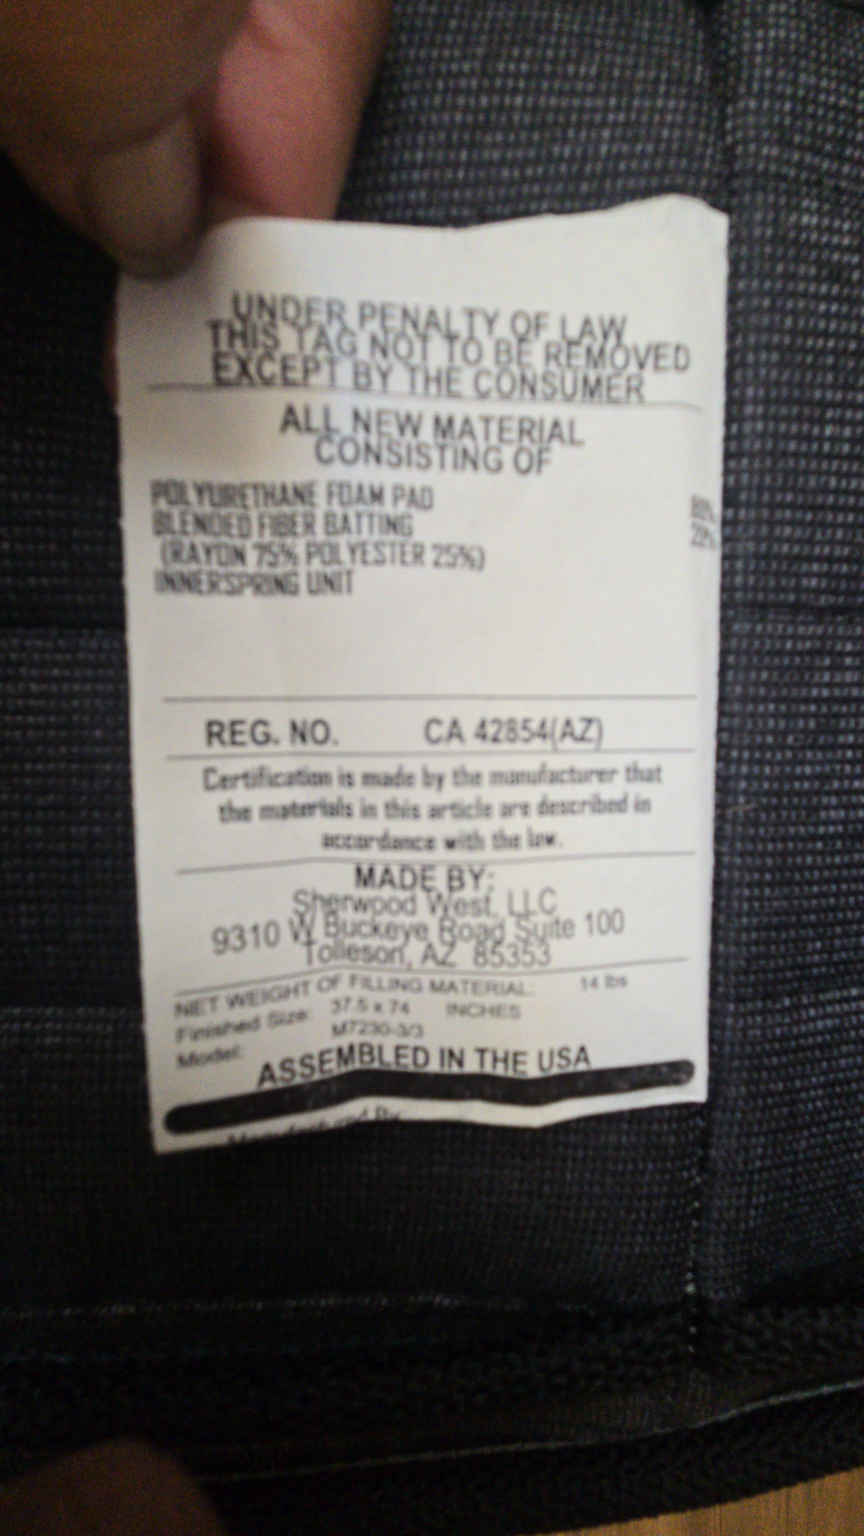 UNDER PENALTY OF LAW
THIS TAG NOT TO BE REMOVED
EXCEPT BY THE CONSUMER
ALL NEW MATERIAL
CONSISTING OF
POLYURETHANE FOAM PAD
BLENDED FIBER BATTING
(RAYON 75% POLYESTER 25%)
INNERSPRING UNIT
REG. NO. CA 42854(AZ)
Certification is made by the manufacturer that
the materials in this article are described in
accordance with the law.
MADE BY:
Sherwood West, LLC
9310 W Buckeye Road Suite 100
Tolleson, AZ 85353
NET WEIGHT OF FILLING MATERIAL: 14 lbs
Finished Size: 37.5 x 74 INCHES
Model: M7230-3/3
ASSEMBLED IN THE USA